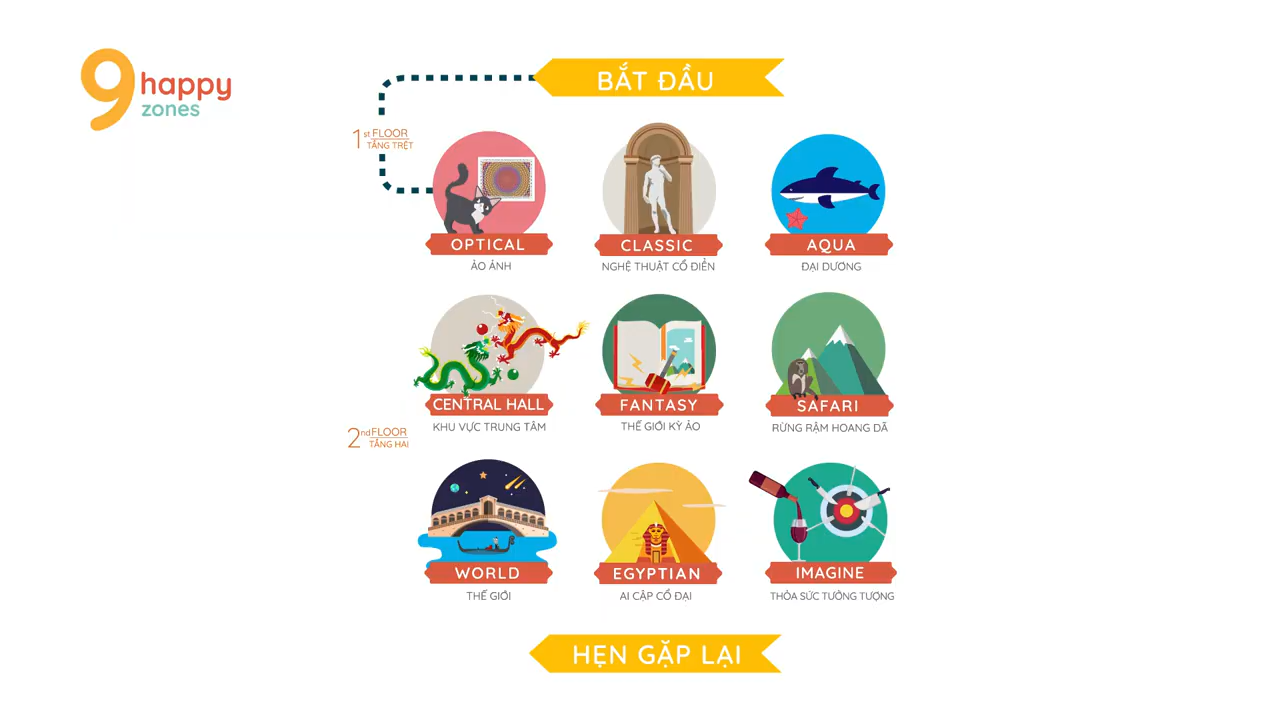 9 happy
zones
BẮT ĐẦU
1st FLOOR
TẦNG TRỆT
OPTICAL
ẢO ẢNH
CLASSIC
NGHỆ THUẬT CỔ ĐIỂN
AQUA
ĐẠI DƯƠNG
CENTRAL HALL
KHU VỰC TRUNG TÂM
FANTASY
THẾ GIỚI KỲ ẢO
SAFARI
RỪNG RẬM HOANG DÃ
2nd FLOOR
TẦNG HAI
WORLD
THẾ GIỚI
EGYPTIAN
AI CẬP CỔ ĐẠI
IMAGINE
THỎA SỨC TƯỞNG TƯỢNG
HẸN GẶP LẠI